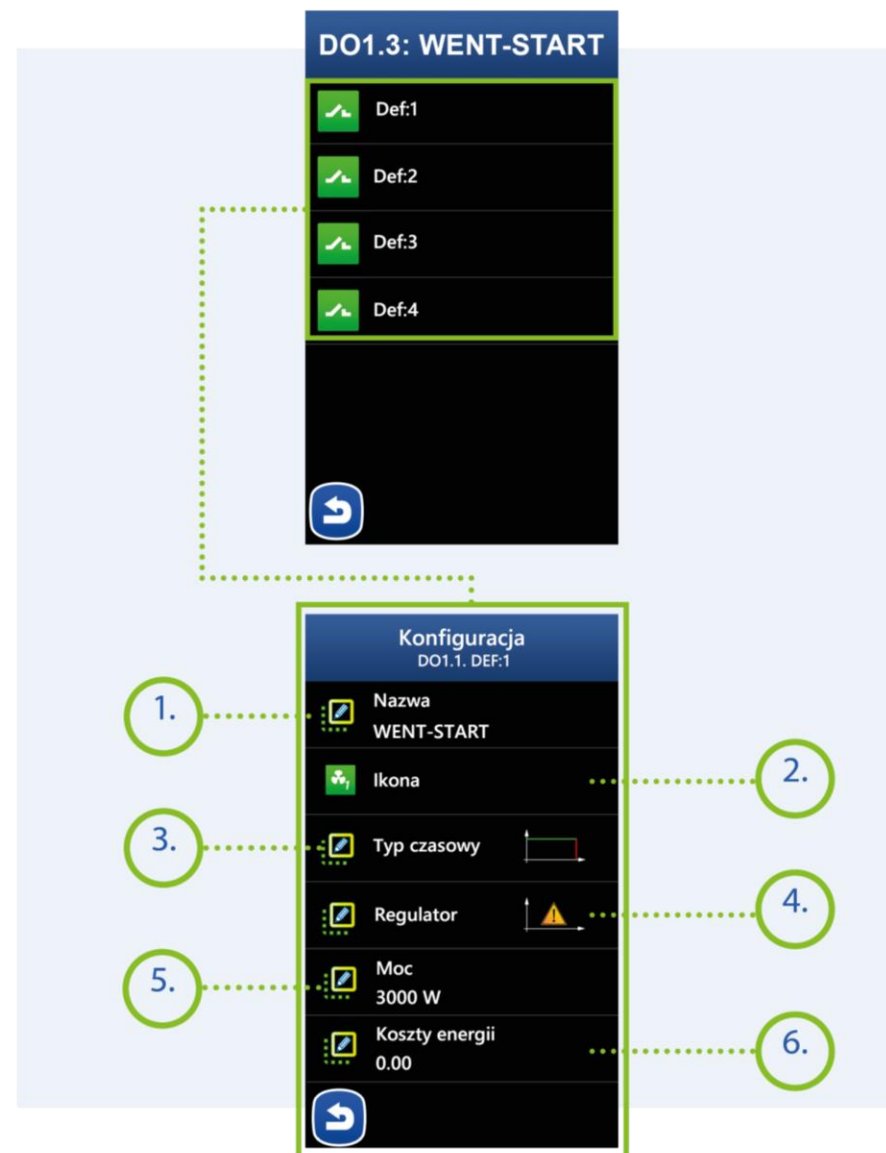 DO1.3: WENT-START
Def:1
Def:2
Def:3
Def:4
Konfiguracja
DO1.1. DEF:1
1.
Nazwa
WENT-START
2.
Ikona
3.
Typ czasowy
4.
Regulator
5.
Moc
3000 W
6.
Koszty energii
0.00